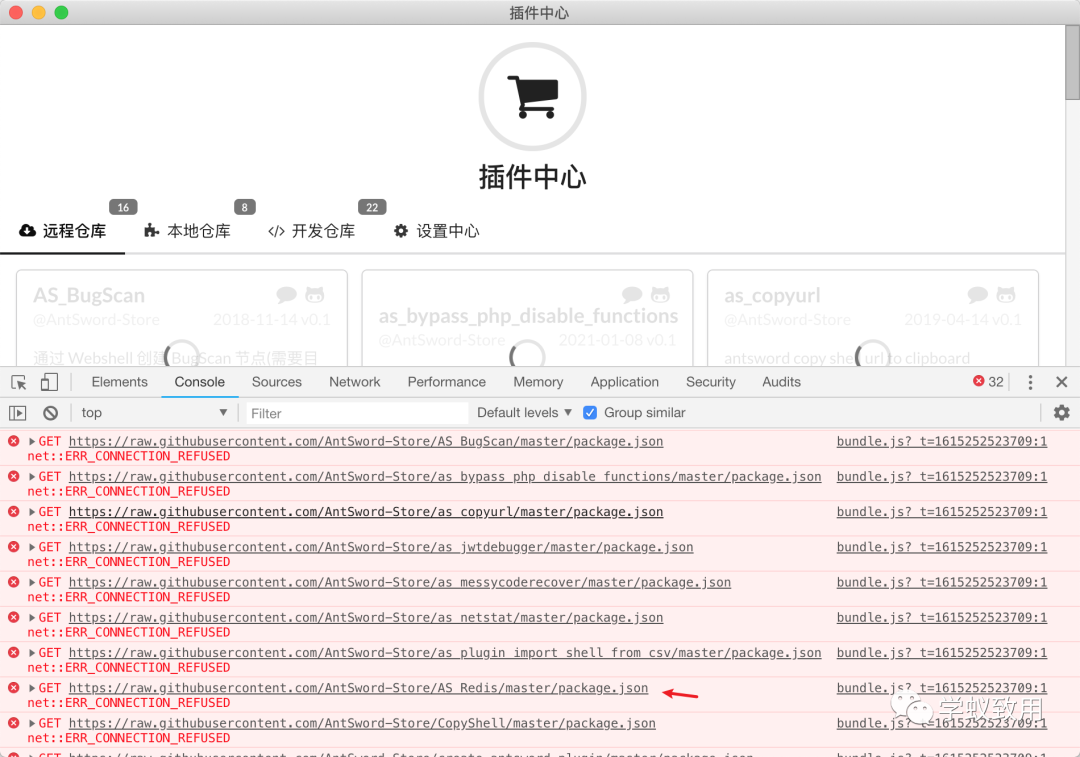 插件中心
插件中心
16
8
22
远程仓库
本地仓库
</> 开发仓库
设置中心
AS_BugScan
@AntSword-Store 2018-11-14 v0.1
通过 Webshell 创建 BugScan 节点(需要目
as_bypass_php_disable_functions
@AntSword-Store 2021-01-08 v0.1
as_copyurl
@AntSword-Store 2019-04-14 v0.1
antsword copy shell url to clipboard
Elements Console Sources Network Performance Memory Application Security Audits 32
top Filter Default levels Group similar
GET https://raw.githubusercontent.com/AntSword-Store/AS_BugScan/master/package.json bundle.js?_t=1615252523709:1
net::ERR_CONNECTION_REFUSED
GET https://raw.githubusercontent.com/AntSword-Store/as_bypass_php_disable_functions/master/package.json bundle.js?_t=1615252523709:1
net::ERR_CONNECTION_REFUSED
GET https://raw.githubusercontent.com/AntSword-Store/as_copyurl/master/package.json bundle.js?_t=1615252523709:1
net::ERR_CONNECTION_REFUSED
GET https://raw.githubusercontent.com/AntSword-Store/as_jwtdebugger/master/package.json bundle.js?_t=1615252523709:1
net::ERR_CONNECTION_REFUSED
GET https://raw.githubusercontent.com/AntSword-Store/as_messycoderecover/master/package.json bundle.js?_t=1615252523709:1
net::ERR_CONNECTION_REFUSED
GET https://raw.githubusercontent.com/AntSword-Store/as_netstat/master/package.json bundle.js?_t=1615252523709:1
net::ERR_CONNECTION_REFUSED
GET https://raw.githubusercontent.com/AntSword-Store/as_plugin_import_shell_from_csv/master/package.json bundle.js?_t=1615252523709:1
net::ERR_CONNECTION_REFUSED
GET https://raw.githubusercontent.com/AntSword-Store/AS_Redis/master/package.json bundle.js?_t=1615252523709:1
net::ERR_CONNECTION_REFUSED
GET https://raw.githubusercontent.com/AntSword-Store/CopyShell/master/package.json bundle.js?_t=1615252523709:1
net::ERR_CONNECTION_REFUSED
学蚁致用